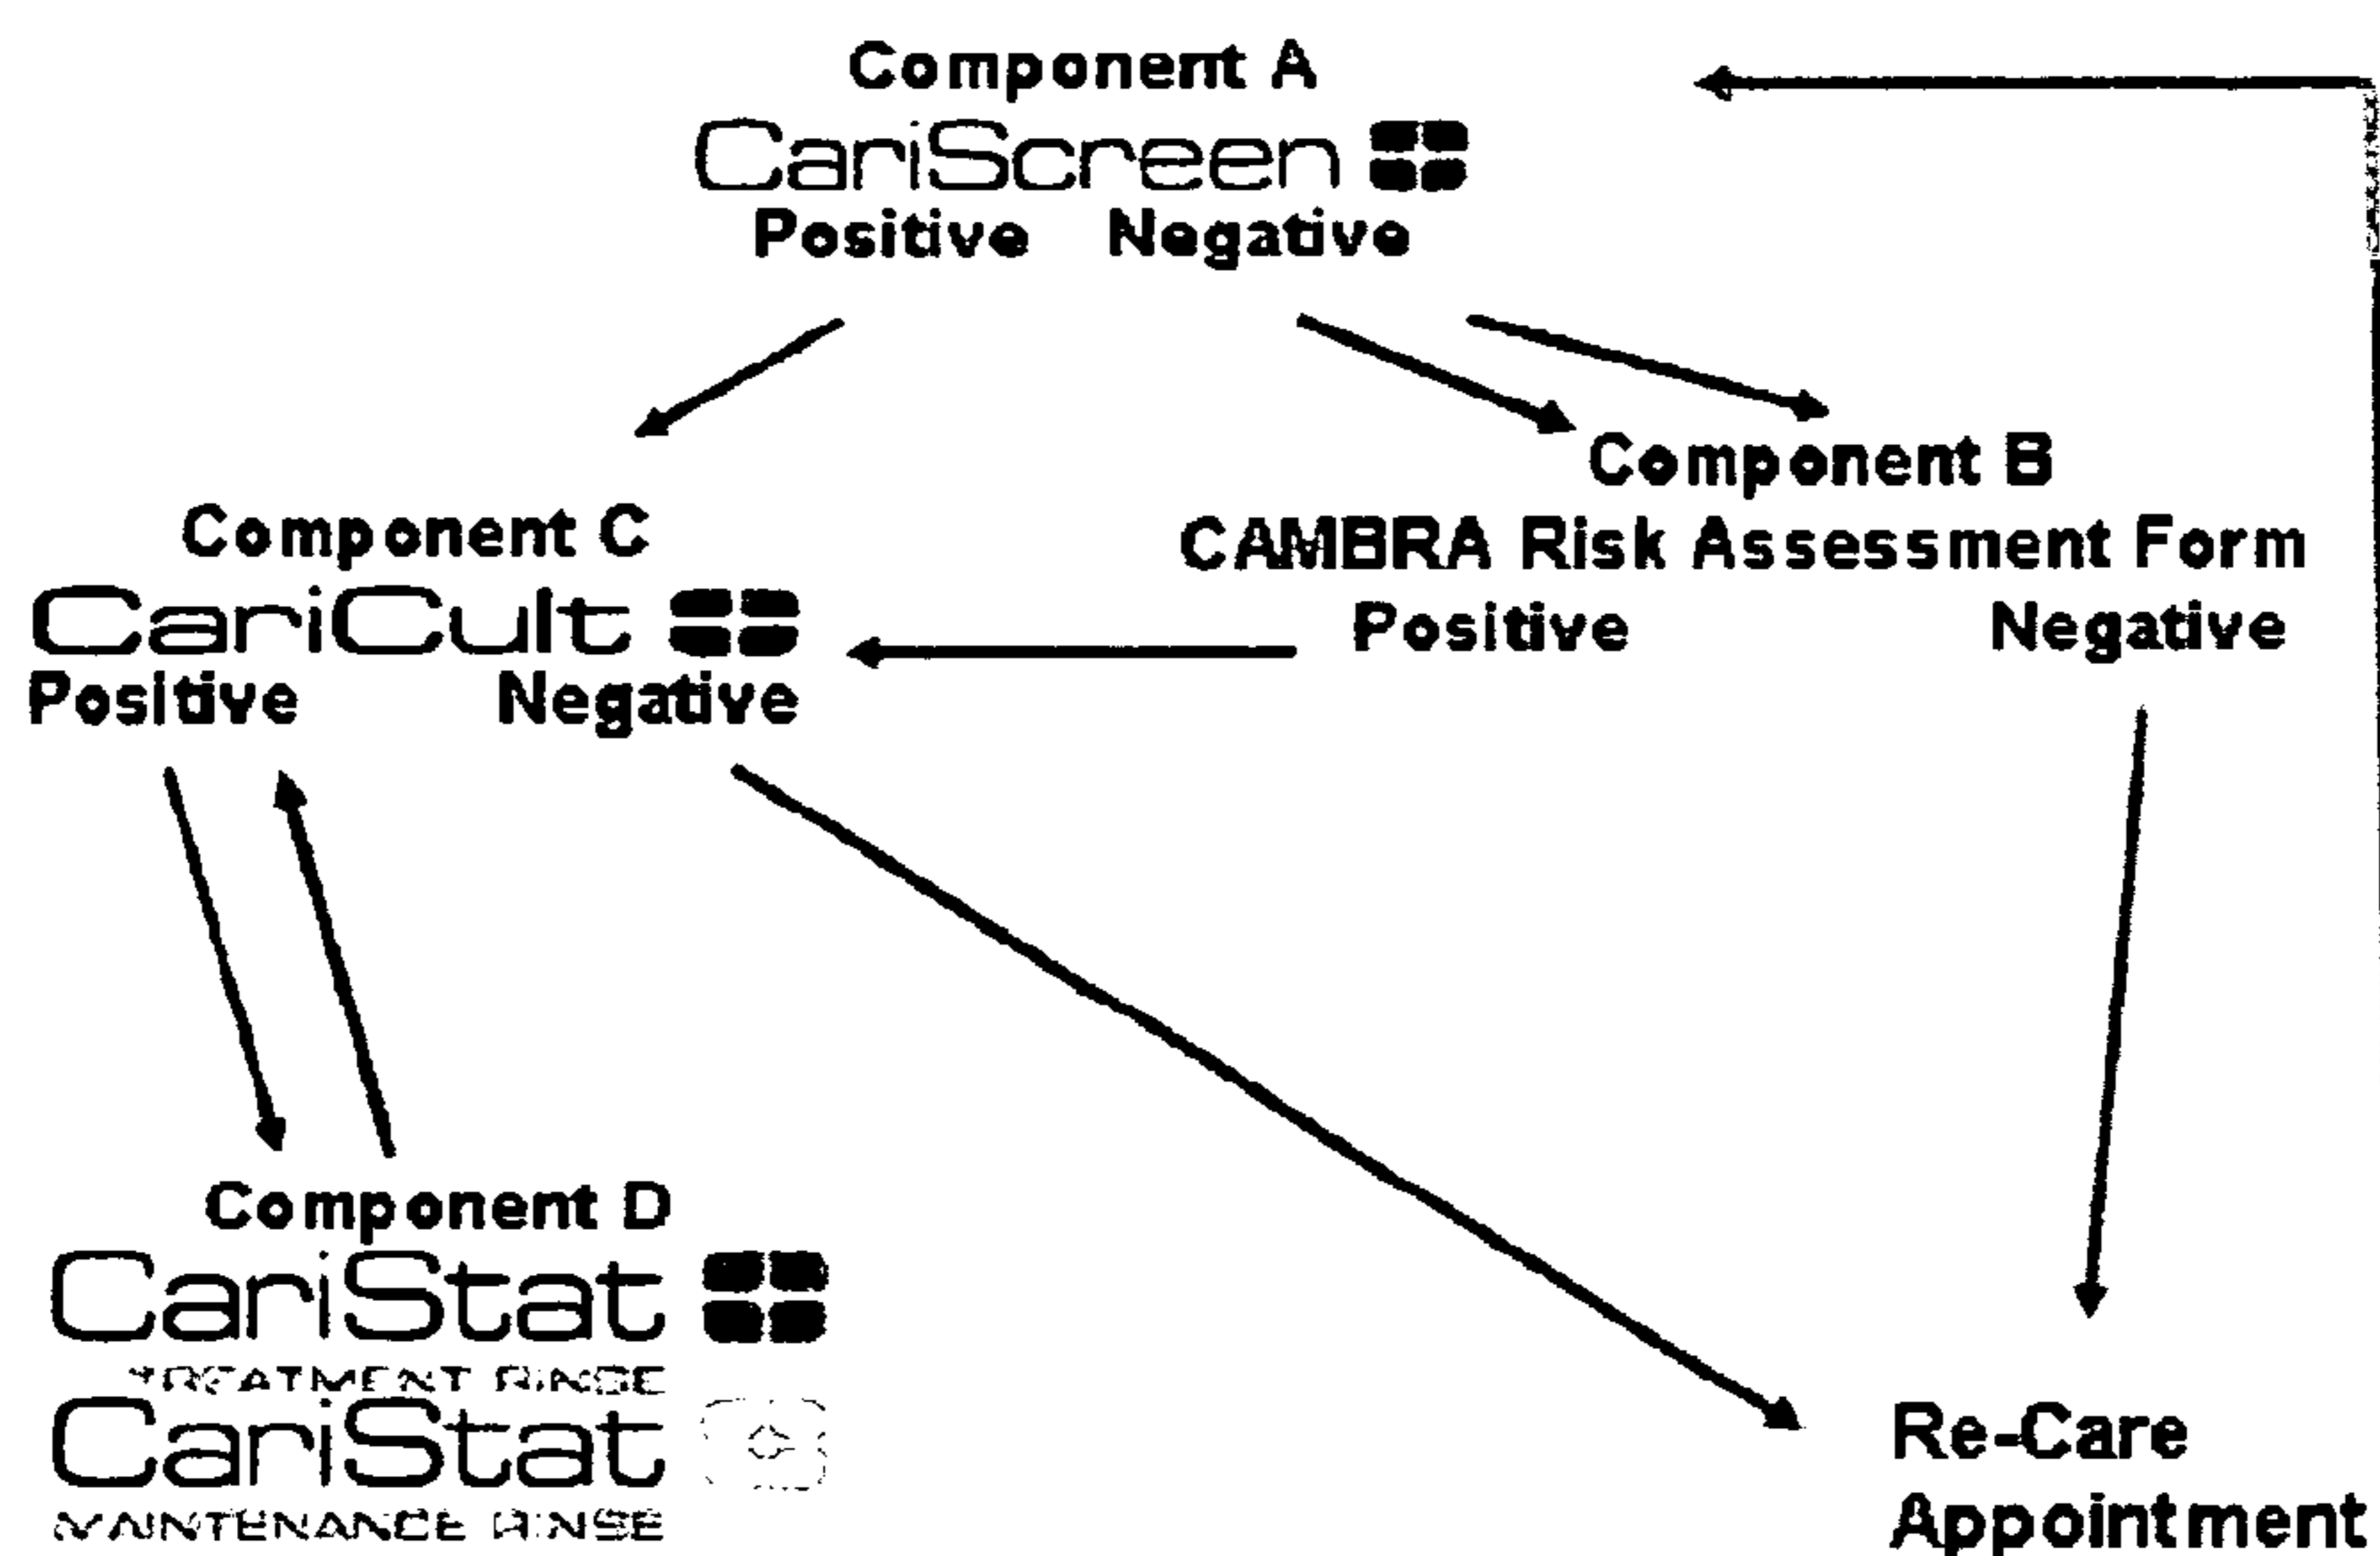 Component A
CariScreen
Positive Negative
Component B
CAMBRA Risk Assessment Form
Positive Negative
Component C
CariCult
Positive Negative
Component D
CariStat
TREATMENT RINSE
CariStat
MAINTENANCE RINSE
Re-Care
Appointment